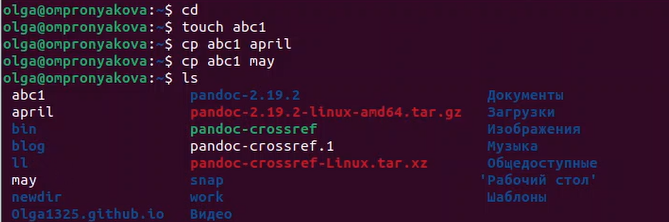 olga@ompronyakova:~$ cd
olga@ompronyakova:~$ touch abc1
olga@ompronyakova:~$ cp abc1 april
olga@ompronyakova:~$ cp abc1 may
olga@ompronyakova:~$ ls
abc1 pandoc-2.19.2 Документы
april pandoc-2.19.2-linux-amd64.tar.gz Загрузки
bin pandoc-crossref Изображения
blog pandoc-crossref.1 Музыка
ll pandoc-crossref-Linux.tar.xz Общедоступные
may snap 'Рабочий стол'
newdir work Шаблоны
Olga1325.github.io Видео